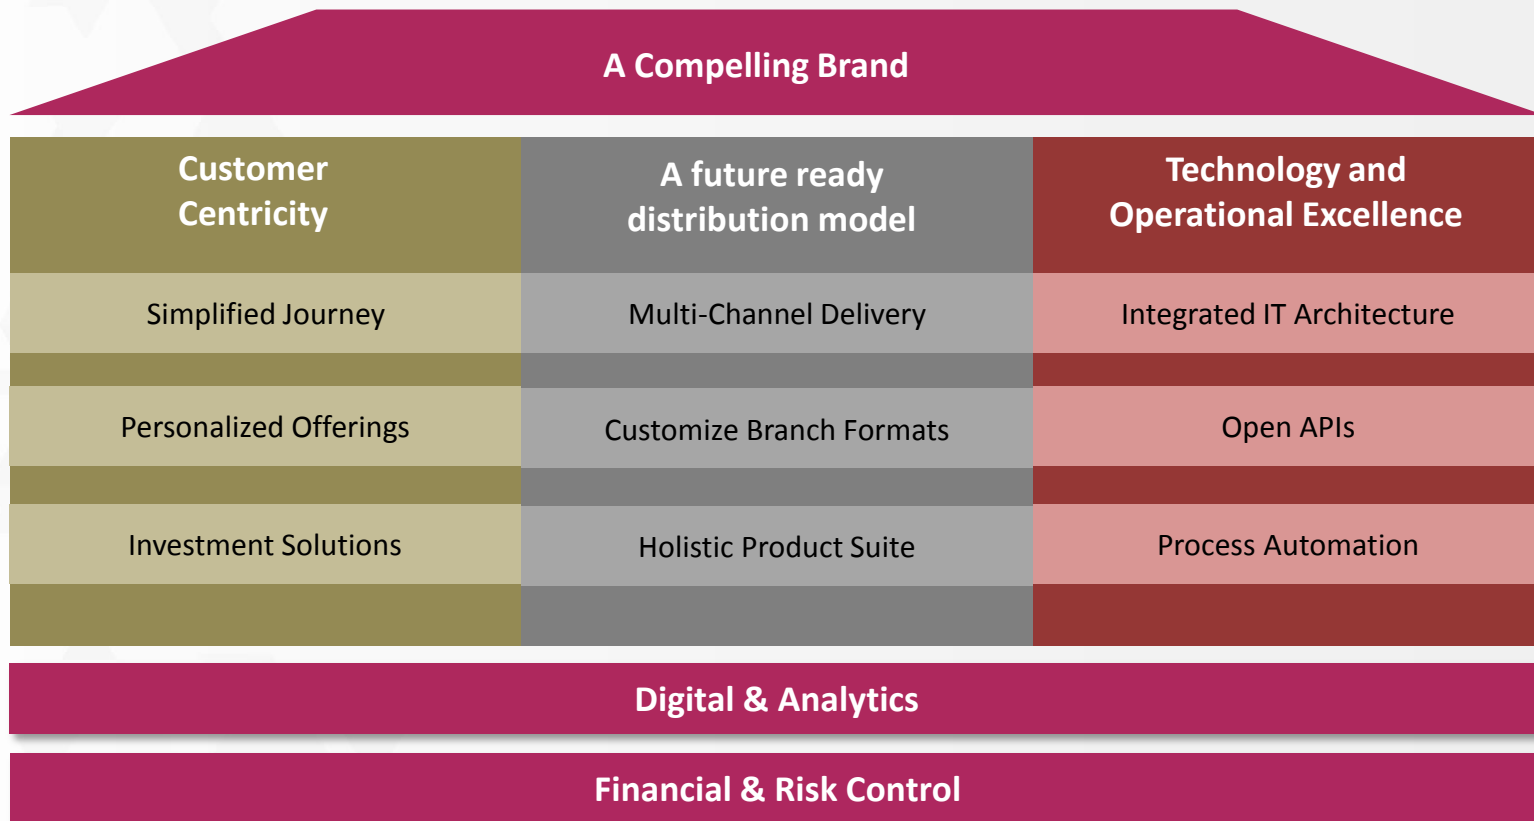 A Compelling Brand
Customer
Centricity
Simplified Journey
Personalized Offerings
Investment Solutions
A future ready
distribution model
Multi-Channel Delivery
Customize Branch Formats
Holistic Product Suite
Technology and
Operational Excellence
Integrated IT Architecture
Open APIs
Process Automation
Digital & Analytics
Financial & Risk Control